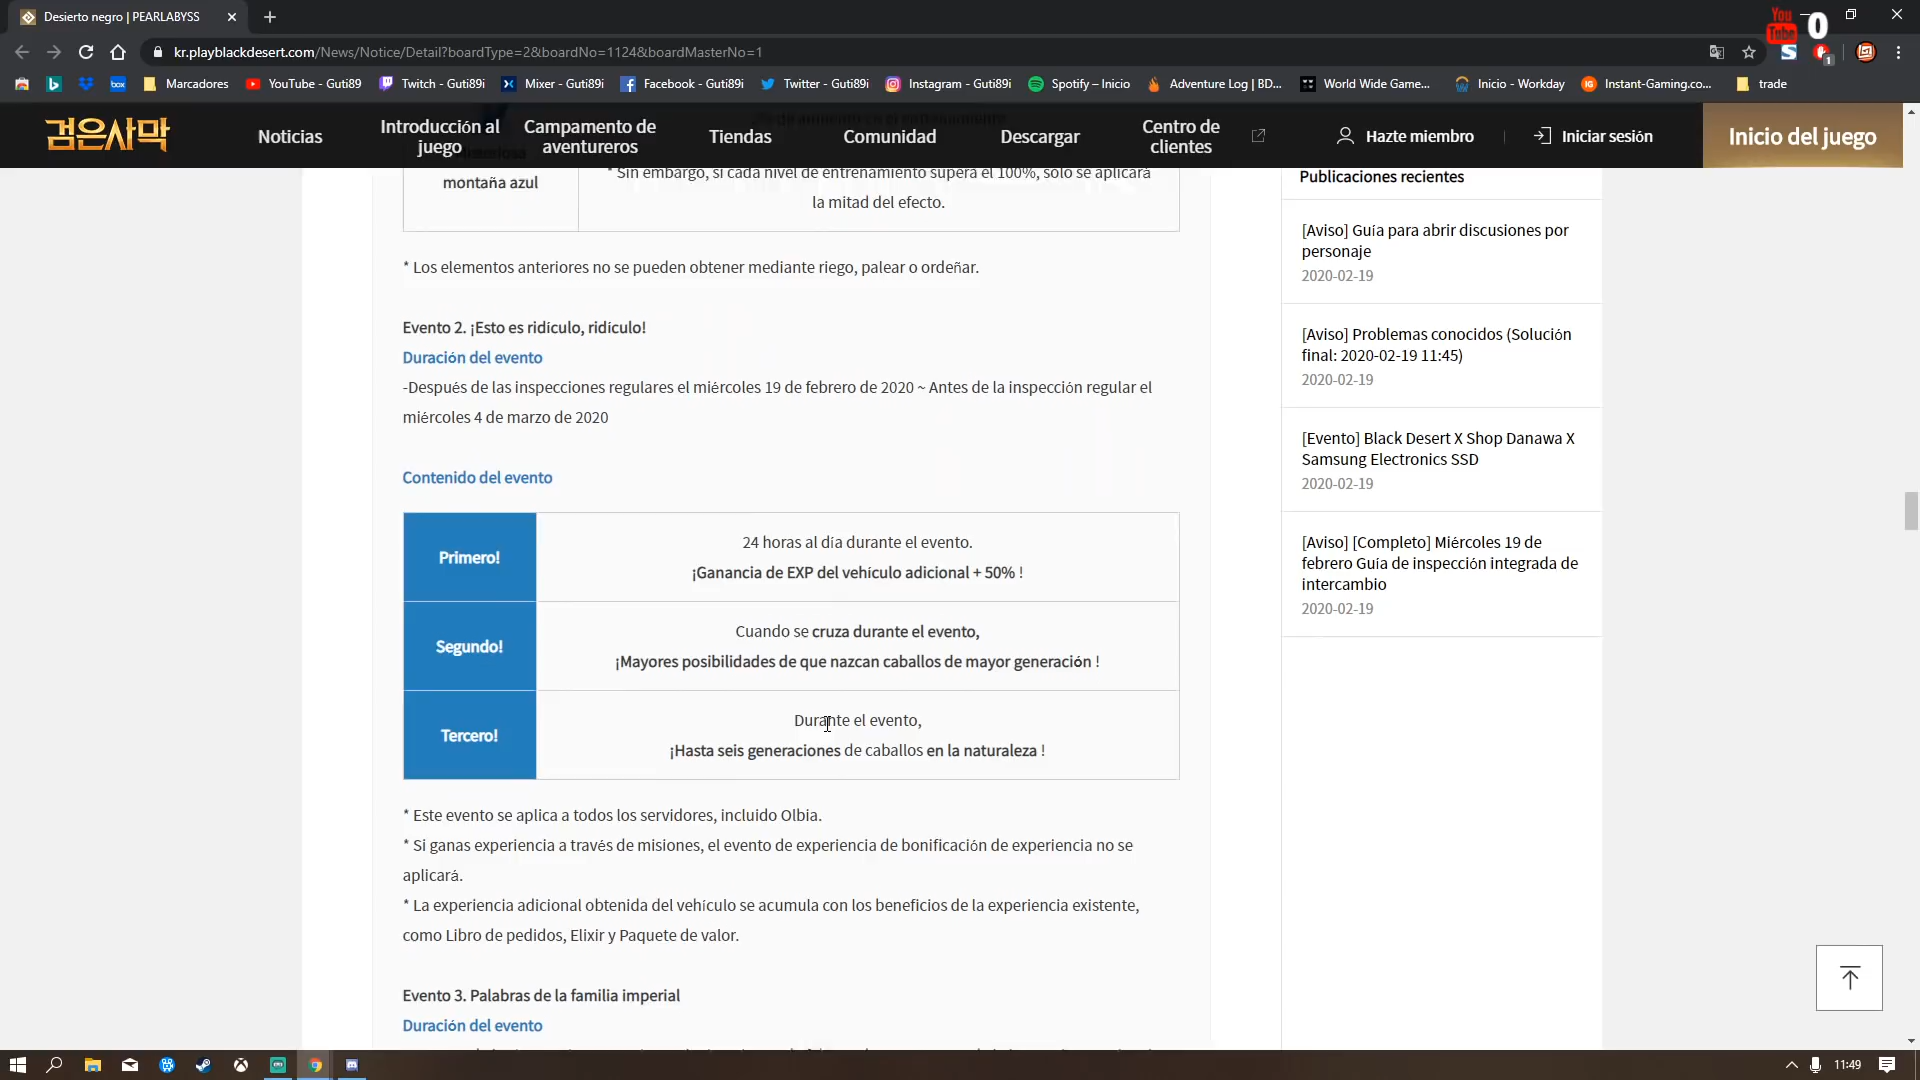 Desierto negro | PEARLABYSS
You
Tube
0
kr.playblackdesert.com/News/Notice/Detail?boardType=2&boardNo=1124&boardMasterNo=1
1
box
Marcadores
YouTube - Guti89
Twitch - Guti89i
Mixer - Guti89i
Facebook - Guti89i
Twitter - Guti89i
Instagram - Guti89i
Spotify – Inicio
Adventure Log | BD...
World Wide Game...
Inicio - Workday
Instant-Gaming.co...
trade
검은사막
Noticias
Introducción al
juego
Campamento de
aventureros
Tiendas
Comunidad
Descargar
Centro de
clientes
Hazte miembro
Iniciar sesión
Inicio del juego
montaña azul
* Sin embargo, si cada nivel de entrenamiento supera el 100%, solo se aplicará
la mitad del efecto.
* Los elementos anteriores no se pueden obtener mediante riego, palear o ordeñar.
Evento 2. ¡Esto es ridículo, ridículo!
Duración del evento
-Después de las inspecciones regulares el miércoles 19 de febrero de 2020 ~ Antes de la inspección regular el
miércoles 4 de marzo de 2020
Contenido del evento
Primero!
24 horas al día durante el evento.
¡Ganancia de EXP del vehículo adicional + 50% !
Segundo!
Cuando se cruza durante el evento,
¡Mayores posibilidades de que nazcan caballos de mayor generación !
Tercero!
Durante el evento,
¡Hasta seis generaciones de caballos en la naturaleza !
* Este evento se aplica a todos los servidores, incluido Olbia.
* Si ganas experiencia a través de misiones, el evento de experiencia de bonificación de experiencia no se
aplicará.
* La experiencia adicional obtenida del vehículo se acumula con los beneficios de la experiencia existente,
como Libro de pedidos, Elixir y Paquete de valor.
Evento 3. Palabras de la familia imperial
Duración del evento
Publicaciones recientes
[Aviso] Guía para abrir discusiones por
personaje
2020-02-19
[Aviso] Problemas conocidos (Solución
final: 2020-02-19 11:45)
2020-02-19
[Evento] Black Desert X Shop Danawa X
Samsung Electronics SSD
2020-02-19
[Aviso] [Completo] Miércoles 19 de
febrero Guía de inspección integrada de
intercambio
2020-02-19
11:49